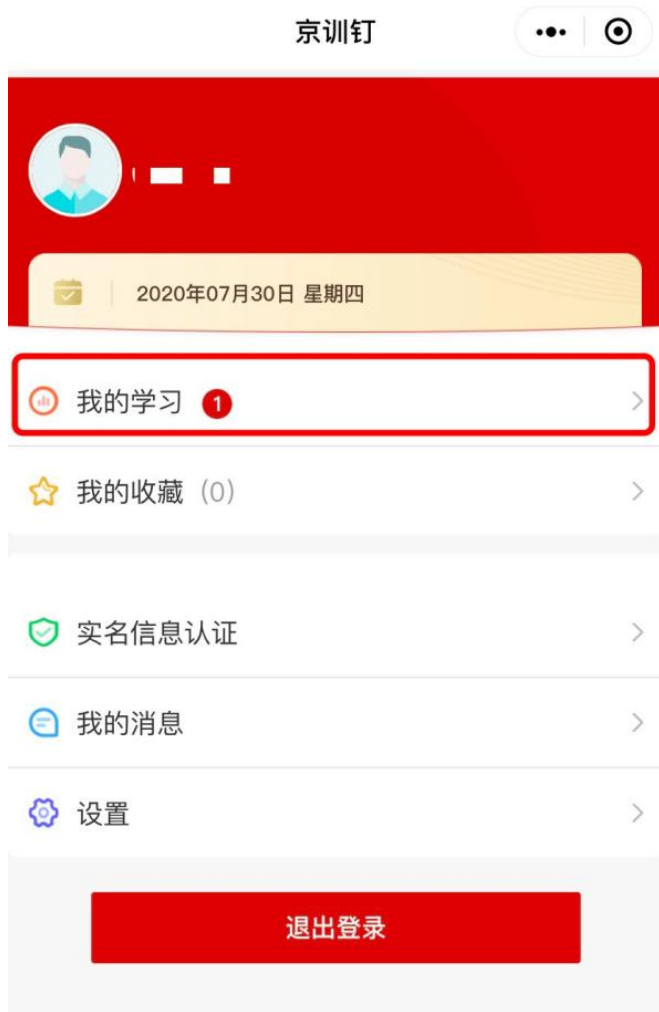 京训钉
2020年07月30日 星期四
我的学习 1
我的收藏 (0)
实名信息认证
我的消息
设置
退出登录